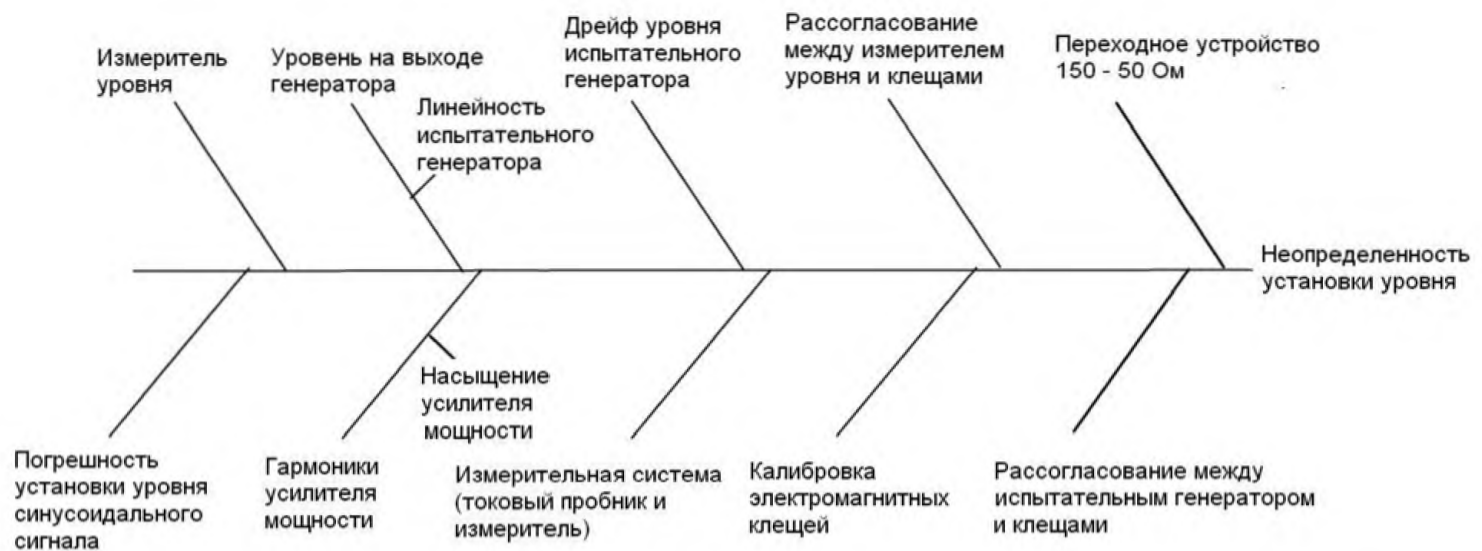 Измеритель
уровня
Уровень на выходе
генератора
Линейность
испытательного
генератора
Дрейф уровня
испытательного
генератора
Рассогласование
между измерителем
уровня и клещами
Переходное устройство
150 - 50 Ом
Неопределенность
установки уровня
Погрешность
установки уровня
синусоидального
сигнала
Гармоники
усилителя
мощности
Насыщение
усилителя
мощности
Измерительная система
(токовый пробник и
измеритель)
Калибровка
электромагнитных
клещей
Рассогласование между
испытательным генератором
и клещами